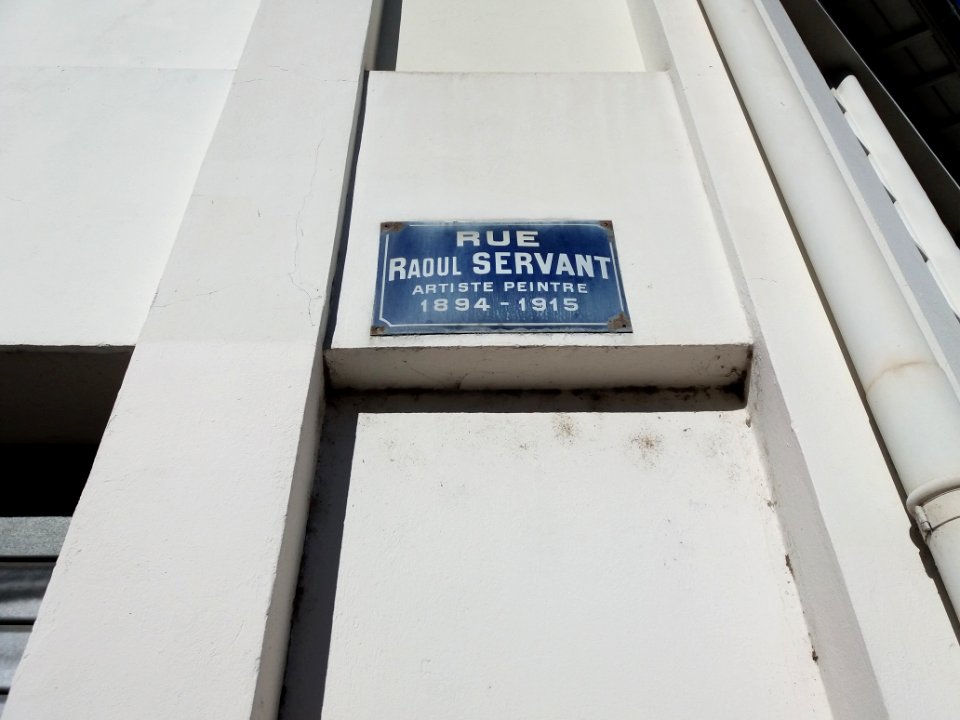 RUE
RAOUL SERVANT
ARTISTE PEINTRE
1894 - 1915